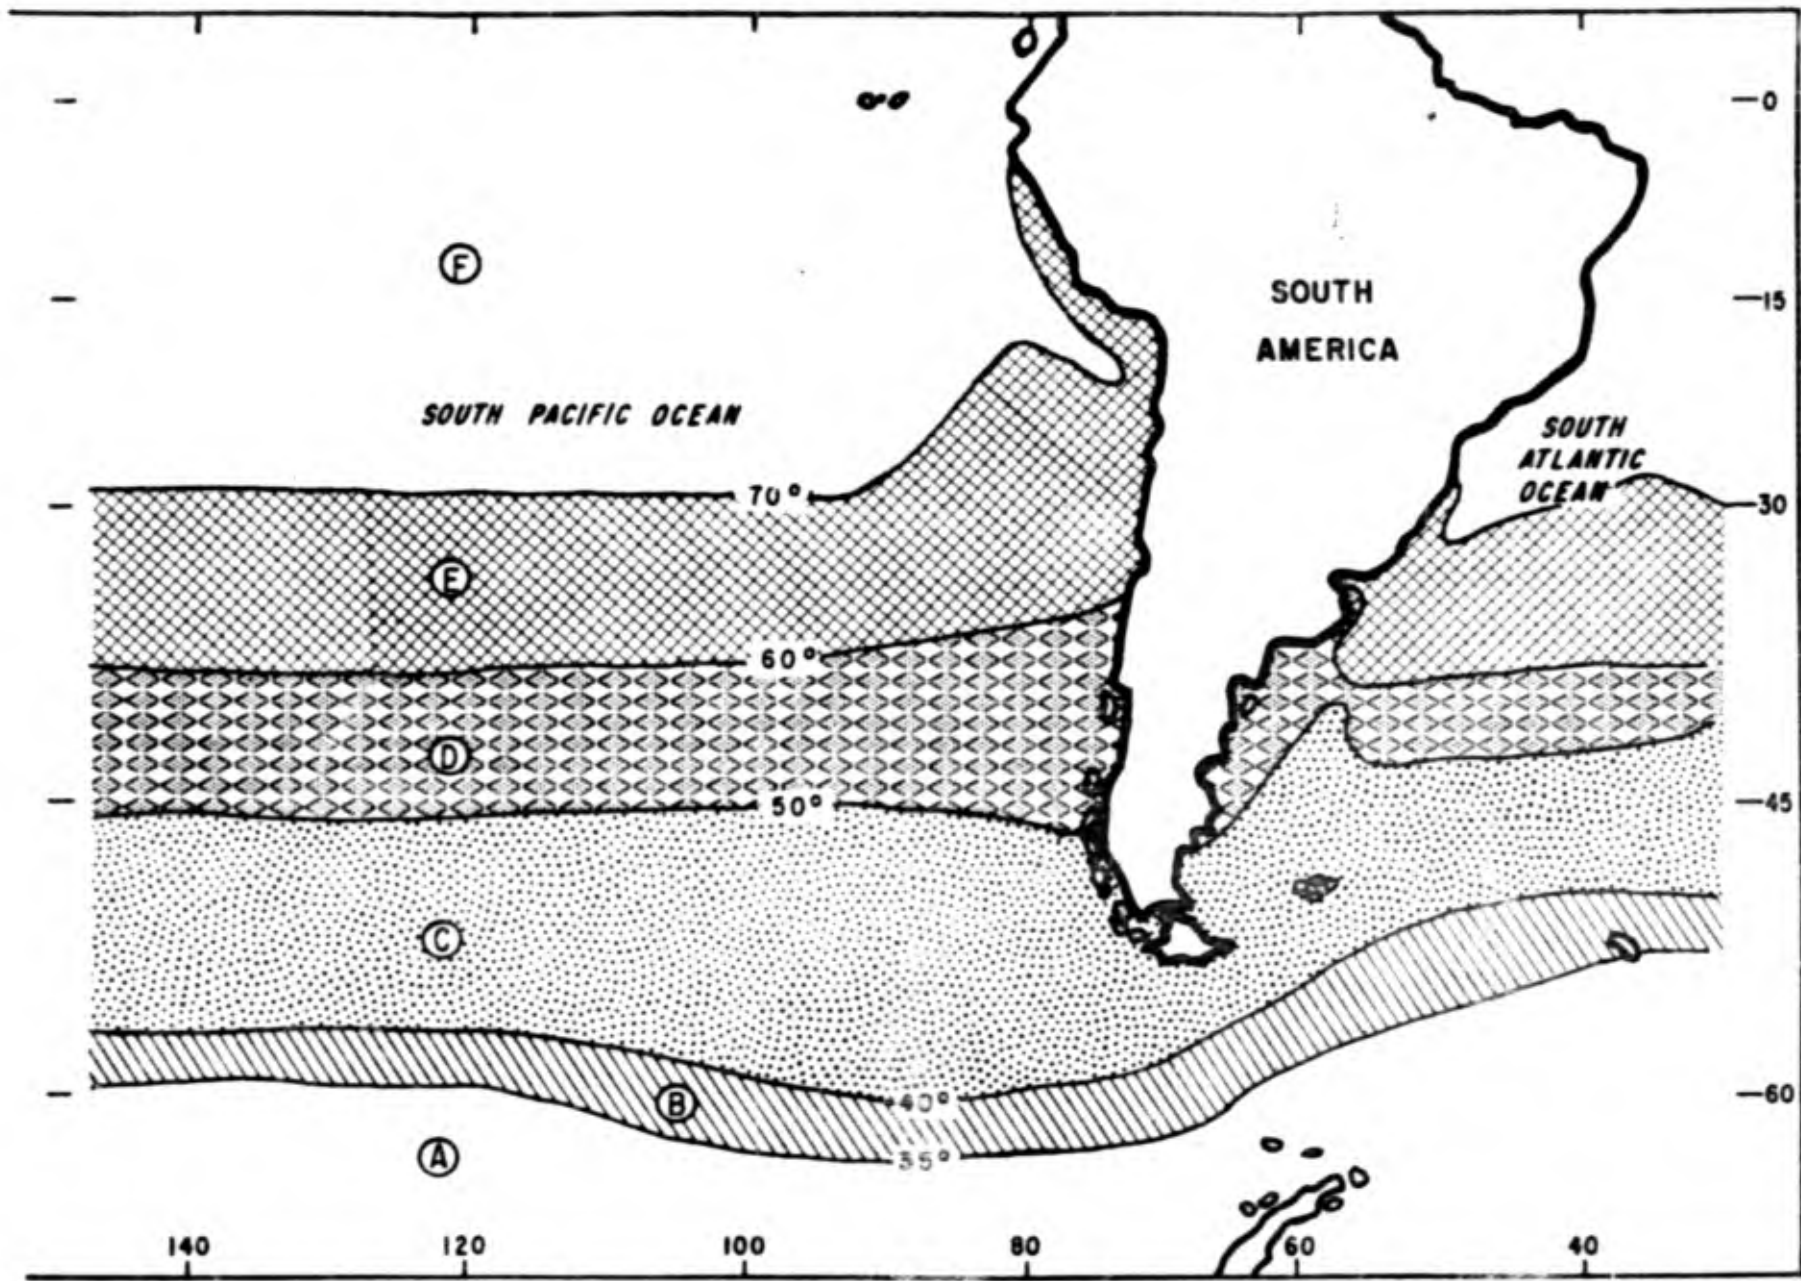 0
F
15
SOUTH
AMERICA
SOUTH PACIFIC OCEAN
SOUTH
ATLANTIC
OCEAN
70°
30
E
60°
D
50°
45
C
40°
60
B
A
35°
140 120 100 80 60 40